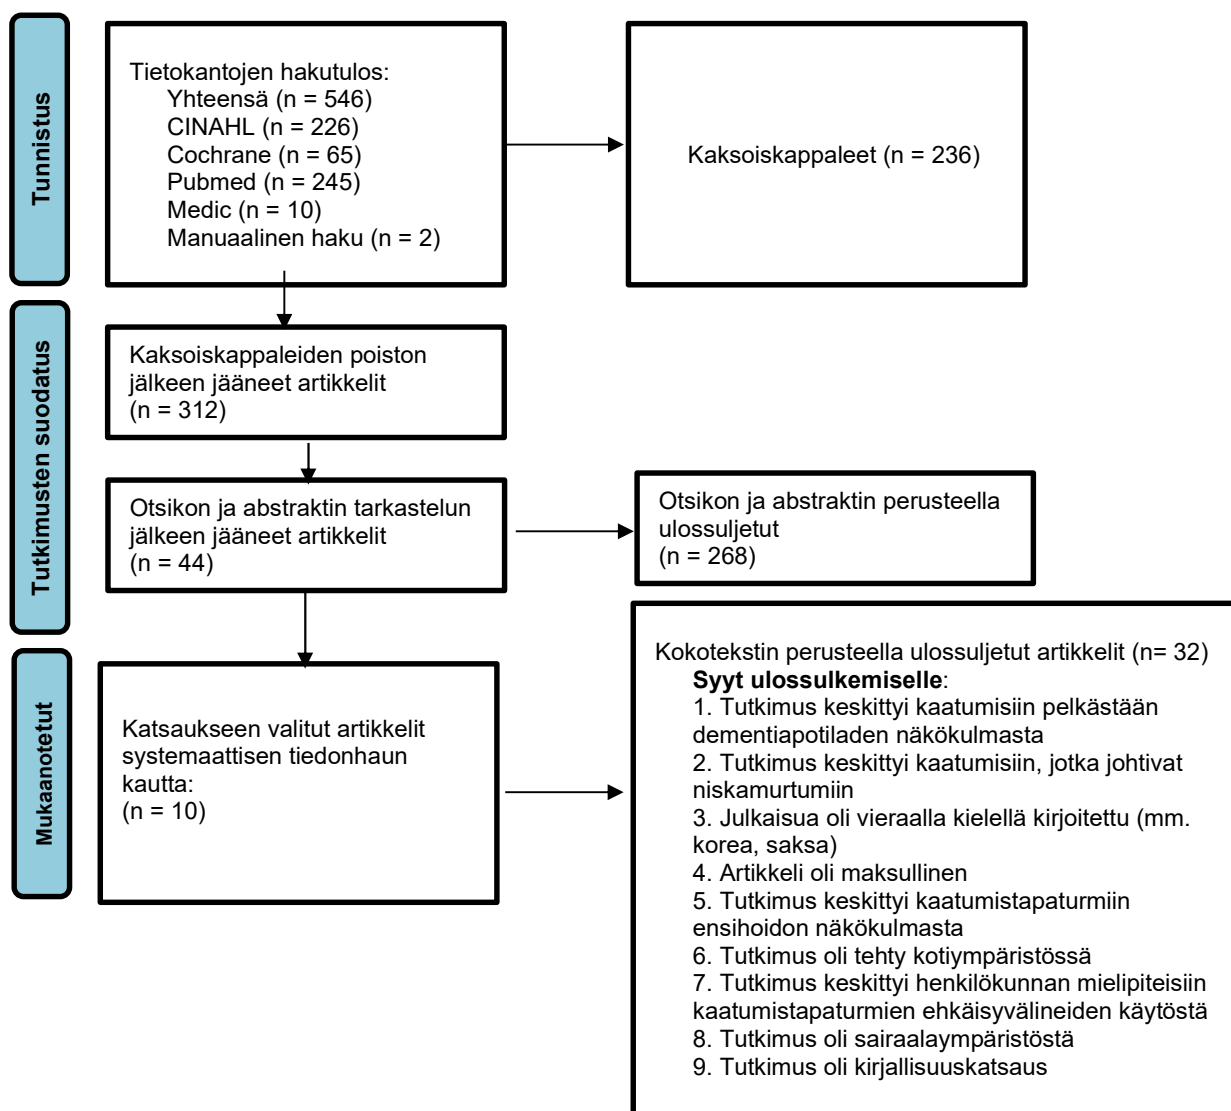 Tunnistus
Tietokantojen hakutulos:
Yhteensä (n = 546)
CINAHL (n = 226)
Cochrane (n = 65)
Pubmed (n = 245)
Medic (n = 10)
Manuaalinen haku (n = 2)
Kaksoiskappaleet (n = 236)
Tutkimusten suodatus
Kaksoiskappaleiden poiston
jälkeen jääneet artikkelit
(n = 312)
Otsikon ja abstraktin tarkastelun
jälkeen jääneet artikkelit
(n = 44)
Otsikon ja abstraktin perusteella
ulossuljetut
(n = 268)
Mukaanotetut
Katsaukseen valitut artikkelit
systemaattisen tiedonhaun
kautta:
(n = 10)
Kokotekstin perusteella ulossuljetut artikkelit (n= 32)
Syyt ulossulkemiselle:
1. Tutkimus keskittyi kaatumisiin pelkästään
dementiapotiladen näkökulmasta
2. Tutkimus keskittyi kaatumisiin, jotka johtivat
niskamurtumiin
3. Julkaisua oli vieraalla kielellä kirjoitettu (mm.
korea, saksa)
4. Artikkeli oli maksullinen
5. Tutkimus keskittyi kaatumistapaturmiin
ensihoidon näkökulmasta
6. Tutkimus oli tehty kotiympäristössä
7. Tutkimus keskittyi henkilökunnan mielipiteisiin
kaatumistapaturmien ehkäisyvälineiden käytöstä
8. Tutkimus oli sairaalaympäristöstä
9. Tutkimus oli kirjallisuuskatsaus